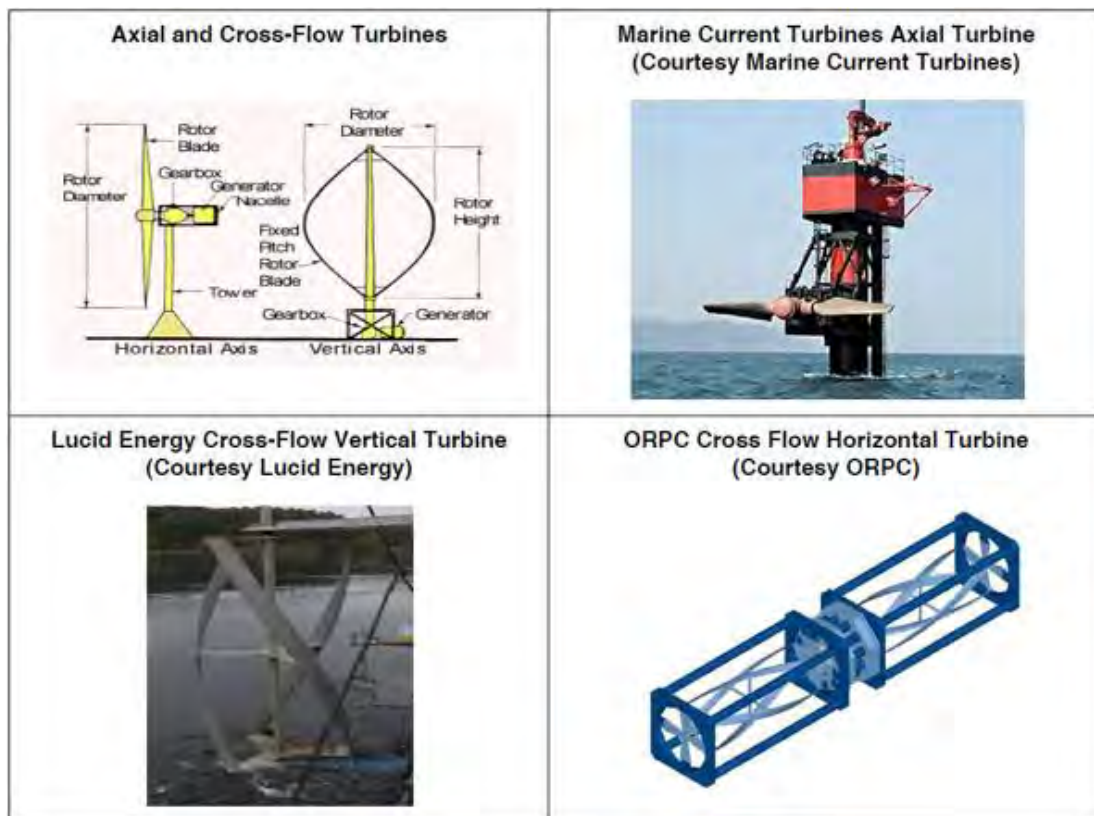 Axial and Cross-Flow Turbines
Rotor
Diameter
Rotor
Blade
Gearbox
Generator
Nacelle
Rotor
Diameter
Rotor
Height
Fixed
Pitch
Rotor
Blade
Tower
Gearbox
Generator
Horizontal Axis
Vertical Axis
Marine Current Turbines Axial Turbine
(Courtesy Marine Current Turbines)
Lucid Energy Cross-Flow Vertical Turbine
(Courtesy Lucid Energy)
ORPC Cross Flow Horizontal Turbine
(Courtesy ORPC)